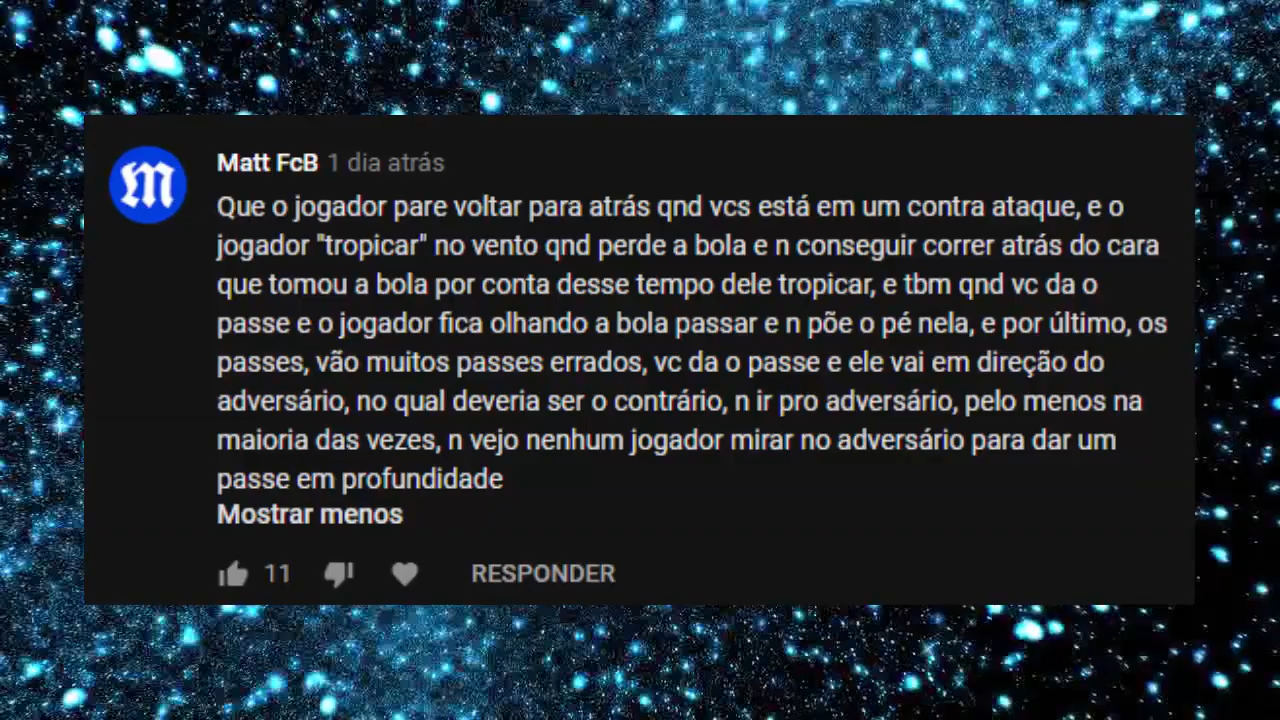 Matt FcB 1 dia atrás
Que o jogador pare voltar para atrás qnd vcs está em um contra ataque, e o
jogador "tropicar" no vento qnd perde a bola e n conseguir correr atrás do cara
que tomou a bola por conta desse tempo dele tropicar, e tbm qnd vc da o
passe e o jogador fica olhando a bola passar e n põe o pé nela, e por último, os
passes, vão muitos passes errados, vc da o passe e ele vai em direção do
adversário, no qual deveria ser o contrário, n ir pro adversário, pelo menos na
maioria das vezes, n vejo nenhum jogador mirar no adversário para dar um
passe em profundidade
Mostrar menos
11 RESPONDER